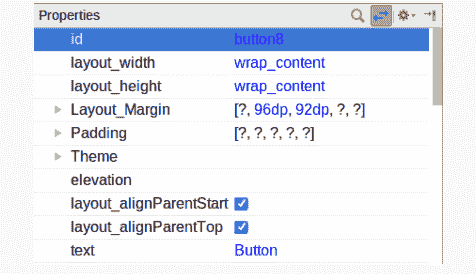 Properties
id button8
layout_width wrap_content
layout_height wrap_content
Layout_Margin [?, 96dp, 92dp, ?, ?]
Padding [?, ?, ?, ?, ?]
Theme
elevation
layout_alignParentStart
layout_alignParentTop
text Button